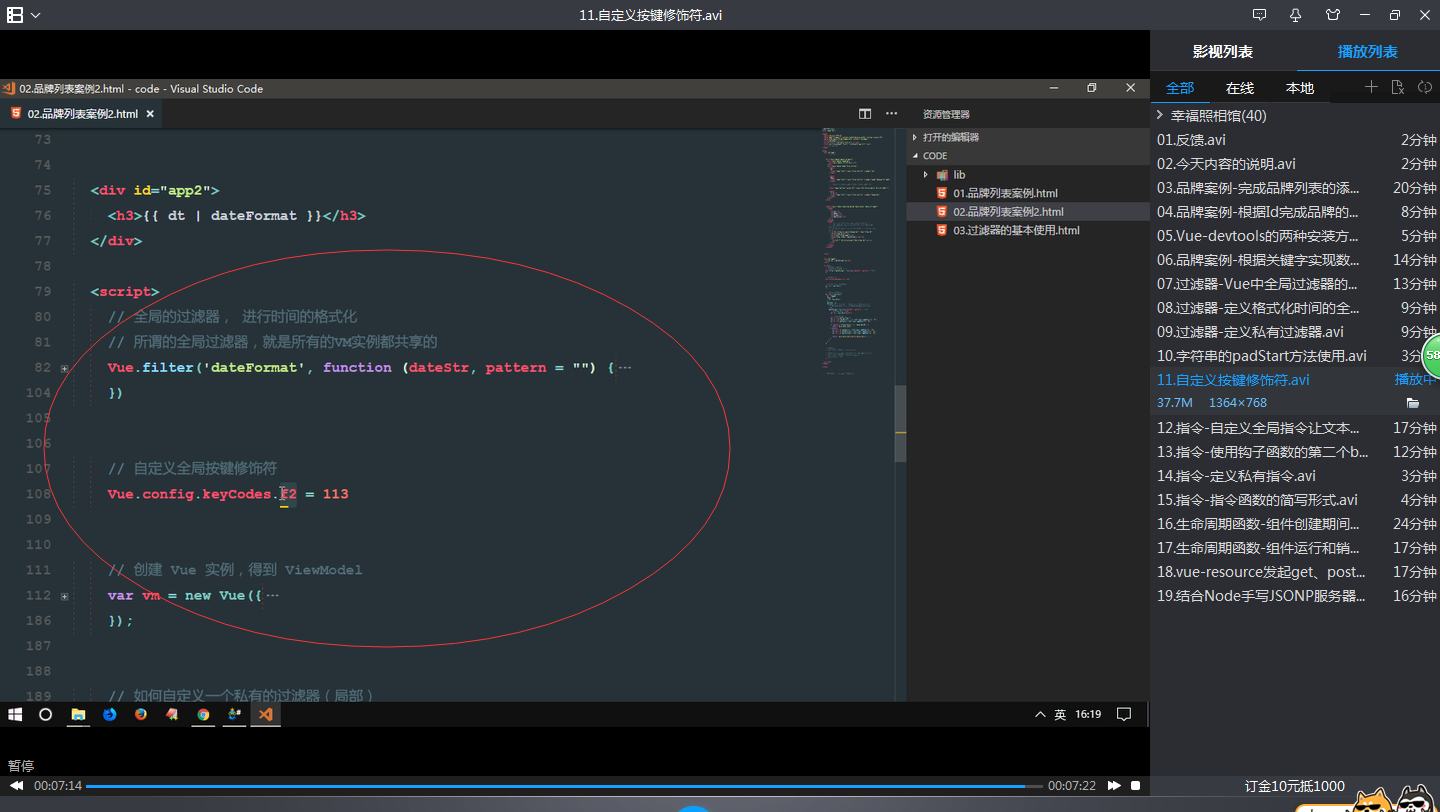 11.自定义按键修饰符.avi
影视列表
播放列表
全部
在线
本地
幸福照相馆(40)
01.反馈.avi 2分钟
02.今天内容的说明.avi 2分钟
03.品牌案例-完成品牌列表的添... 20分钟
04.品牌案例-根据Id完成品牌的... 8分钟
05.Vue-devtools的两种安装方... 5分钟
06.品牌案例-根据关键字实现数... 14分钟
07.过滤器-Vue中全局过滤器的... 13分钟
08.过滤器-定义格式化时间的全... 9分钟
09.过滤器-定义私有过滤器.avi 9分钟
10.字符串的padStart方法使用.avi 3分
58
11.自定义按键修饰符.avi 播放中
37.7M 1364×768
12.指令-自定义全局指令让文本... 17分钟
13.指令-使用钩子函数的第二个b... 12分钟
14.指令-定义私有指令.avi 3分钟
15.指令-指令函数的简写形式.avi 4分钟
16.生命周期函数-组件创建期间... 24分钟
17.生命周期函数-组件运行和销... 17分钟
18.vue-resource发起get、post... 17分钟
19.结合Node手写JSONP服务器... 16分钟
订金10元抵1000
02.品牌列表案例2.html - code - Visual Studio Code
02.品牌列表案例2.html
资源管理器
打开的编辑器
CODE
lib
01.品牌列表案例.html
02.品牌列表案例2.html
03.过滤器的基本使用.html
73
74
75 <div id="app2">
76 <h3>{{ dt | dateFormat }}</h3>
77 </div>
78
79 <script>
80 // 全局的过滤器， 进行时间的格式化
81 // 所谓的全局过滤器，就是所有的VM实例都共享的
82 Vue.filter('dateFormat', function (dateStr, pattern = "") {···
104 })
105
106
107 // 自定义全局按键修饰符
108 Vue.config.keyCodes.f2 = 113
109
110
111 // 创建 Vue 实例，得到 ViewModel
112 var vm = new Vue({···
186 });
187
188
189 // 如何自定义一个私有的过滤器（局部）
英 16:19
暂停
00:07:14
00:07:22